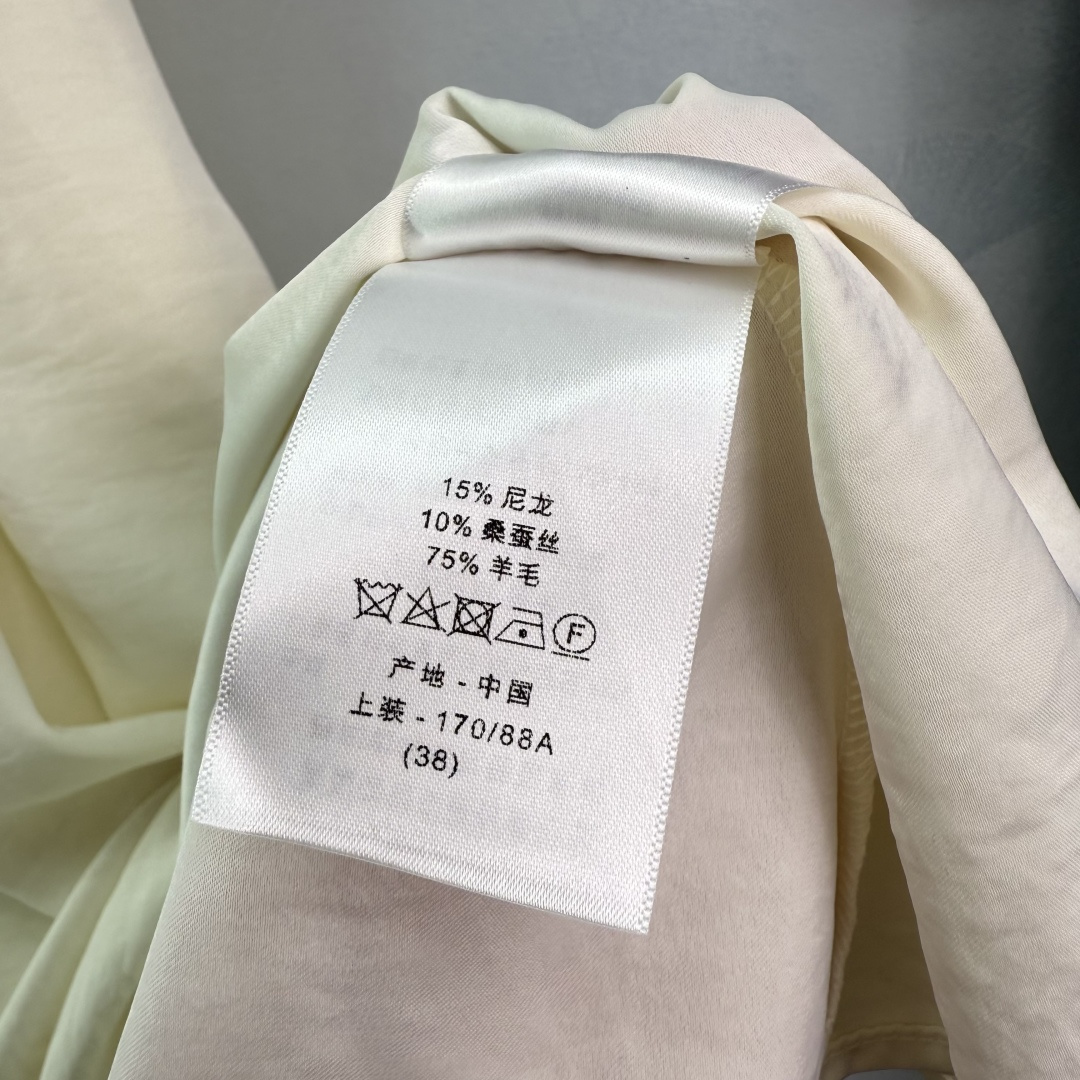 15% 尼龙
10% 桑蚕丝
75% 羊毛
F
产地 - 中国
上装 - 170/88A
(38)